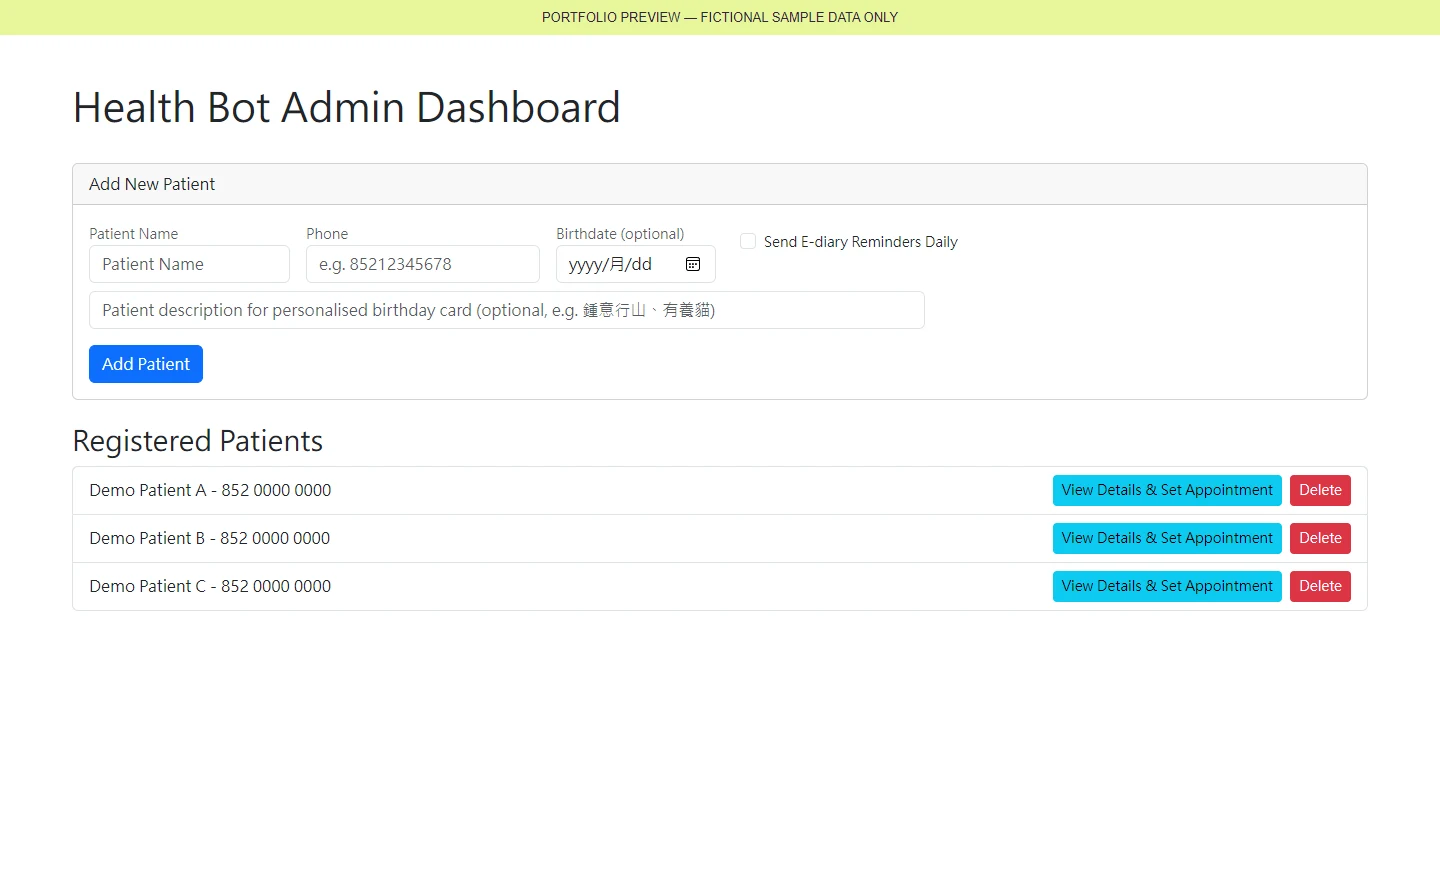 PORTFOLIO PREVIEW — FICTIONAL SAMPLE DATA ONLY
Health Bot Admin Dashboard
Add New Patient
Patient Name
Phone
Birthdate (optional)
Patient Name
e.g. 85212345678
yyyy/月/dd
Send E-diary Reminders Daily
Patient description for personalised birthday card (optional, e.g. 鍾意行山、有養貓)
Add Patient
Registered Patients
Demo Patient A - 852 0000 0000
View Details & Set Appointment
Delete
Demo Patient B - 852 0000 0000
View Details & Set Appointment
Delete
Demo Patient C - 852 0000 0000
View Details & Set Appointment
Delete